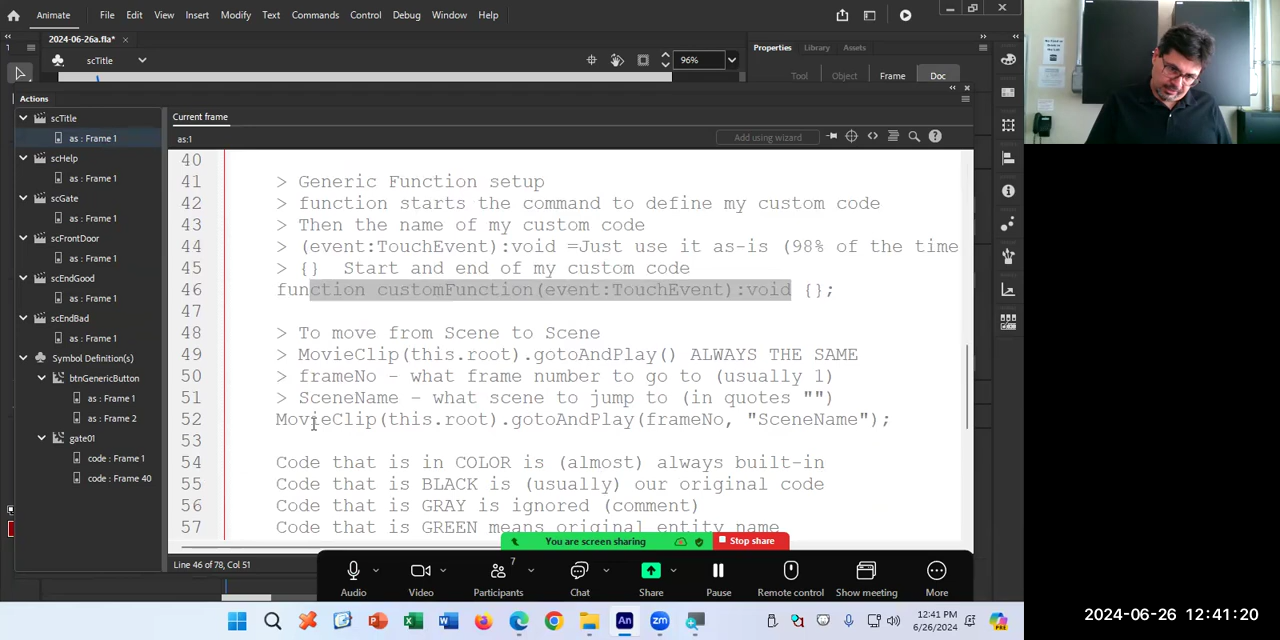 Animate File Edit View Insert Modify Text Commands Control Debug Window Help
2024-06-26a.fla*
scTitle
96%
Properties Library Assets
Tool Object Frame Doc
Actions
scTitle
as : Frame 1
scHelp
as : Frame 1
scGate
as : Frame 1
scFrontDoor
as : Frame 1
scEndGood
as : Frame 1
scEndBad
as : Frame 1
Symbol Definition(s)
btnGenericButton
as : Frame 1
as : Frame 2
gate01
code : Frame 1
code : Frame 40
Current frame
as:1
Add using wizard
40
41 > Generic Function setup
42 > function starts the command to define my custom code
43 > Then the name of my custom code
44 > (event:TouchEvent):void =Just use it as-is (98% of the time
45 > {} Start and end of my custom code
46 function customFunction(event:TouchEvent):void {};
47
48 > To move from Scene to Scene
49 > MovieClip(this.root).gotoAndPlay() ALWAYS THE SAME
50 > frameNo - what frame number to go to (usually 1)
51 > SceneName - what scene to jump to (in quotes "")
52 MovieClip(this.root).gotoAndPlay(frameNo, "SceneName");
53
54 Code that is in COLOR is (almost) always built-in
55 Code that is BLACK is (usually) our original code
56 Code that is GRAY is ignored (comment)
57 Code that is GREEN means original entity name
Line 46 of 78, Col 51
You are screen sharing Stop share
7
Audio Video Participants Chat Share Pause Remote control Show meeting More
12:41 PM
6/26/2024
2024-06-26 12:41:20